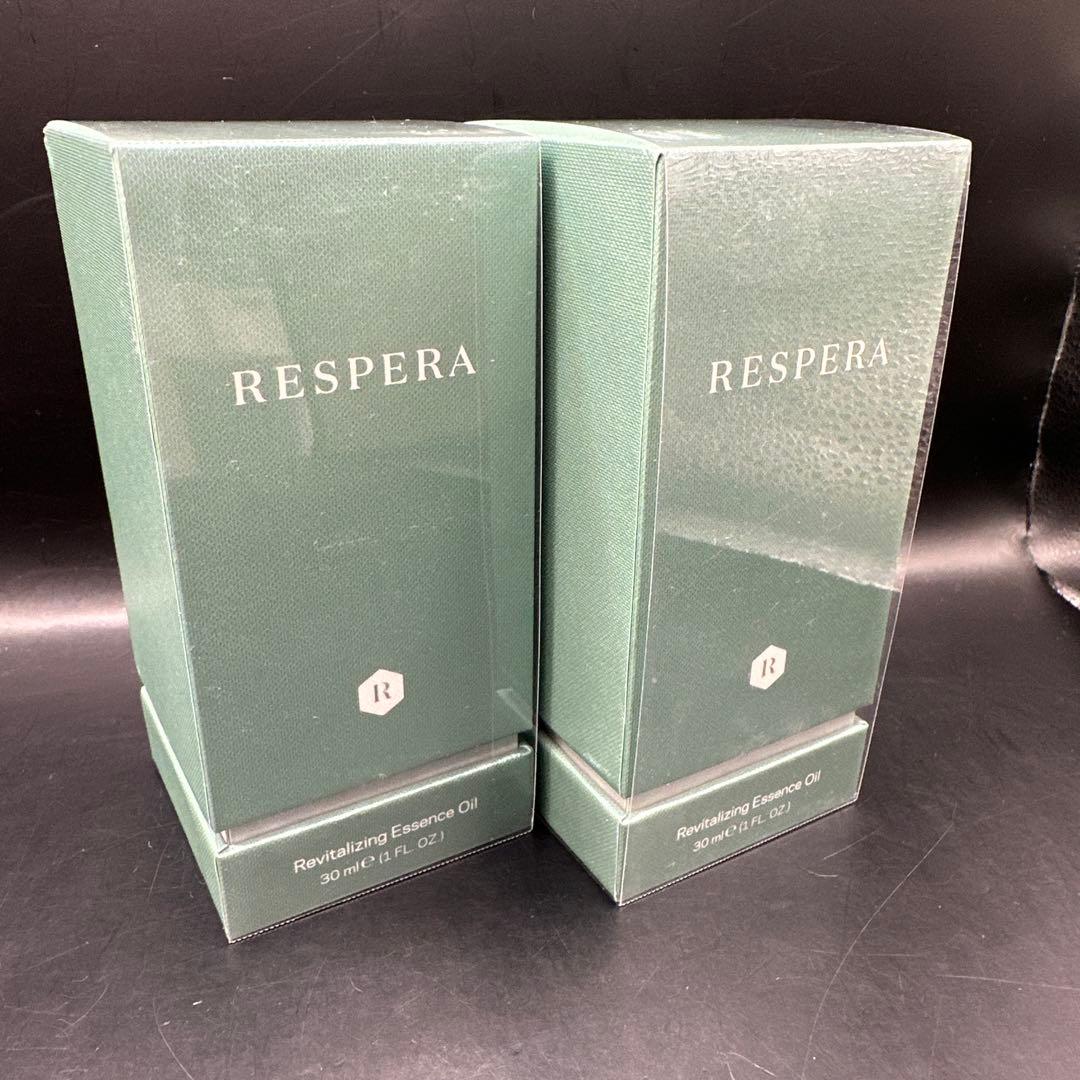 RESPERA
R
Revitalizing Essence Oil
30 ml ℮ (1 FL. OZ.)
RESPERA
R
Revitalizing Essence Oil
30 ml ℮ (1 FL. OZ.)